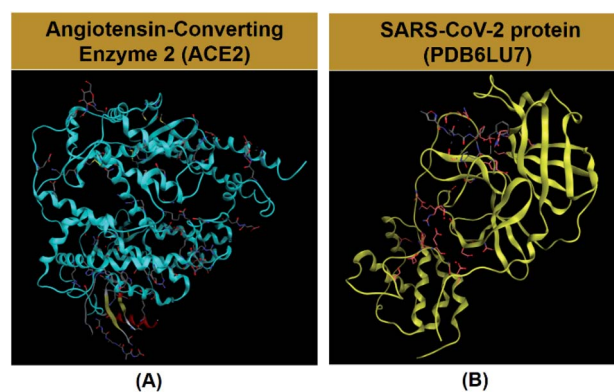 Angiotensin-Converting
Enzyme 2 (ACE2)
SARS-CoV-2 protein
(PDB6LU7)
(A)
(B)